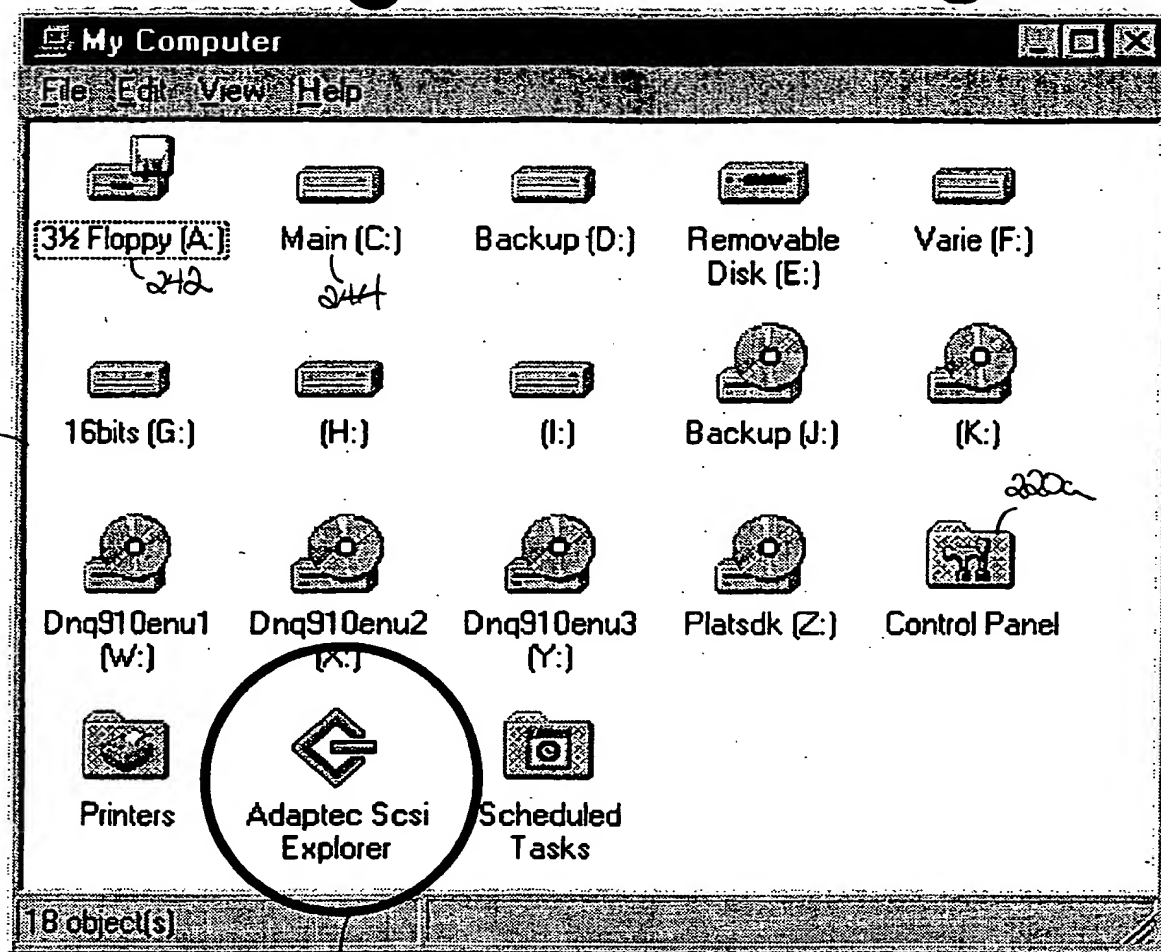 My Computer
File Edit View Help
3½ Floppy (A:) Main (C:) Backup (D:) Removable Disk (E:) Varie (F:)
242 244
16bits (G:) (H:) (I:) Backup (J:) (K:)
220a
Dnq910enu1 (W:) Dnq910enu2 (X:) Dnq910enu3 (Y:) Platsdk (Z:) Control Panel
Printers Adaptec Scsi Explorer Scheduled Tasks
18 object(s)